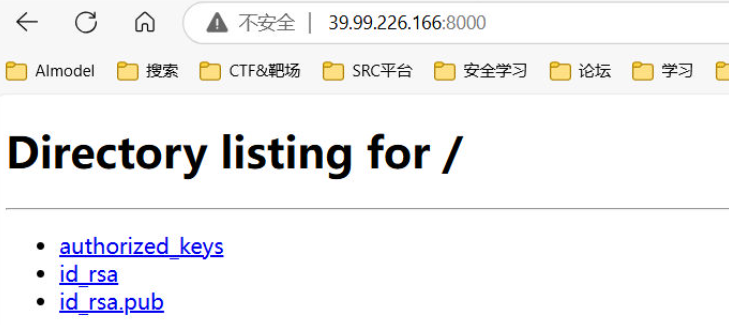 不安全 | 39.99.226.166:8000
AImodel 搜索 CTF&靶场 SRC平台 安全学习 论坛 学习
Directory listing for /
authorized_keys
id_rsa
id_rsa.pub